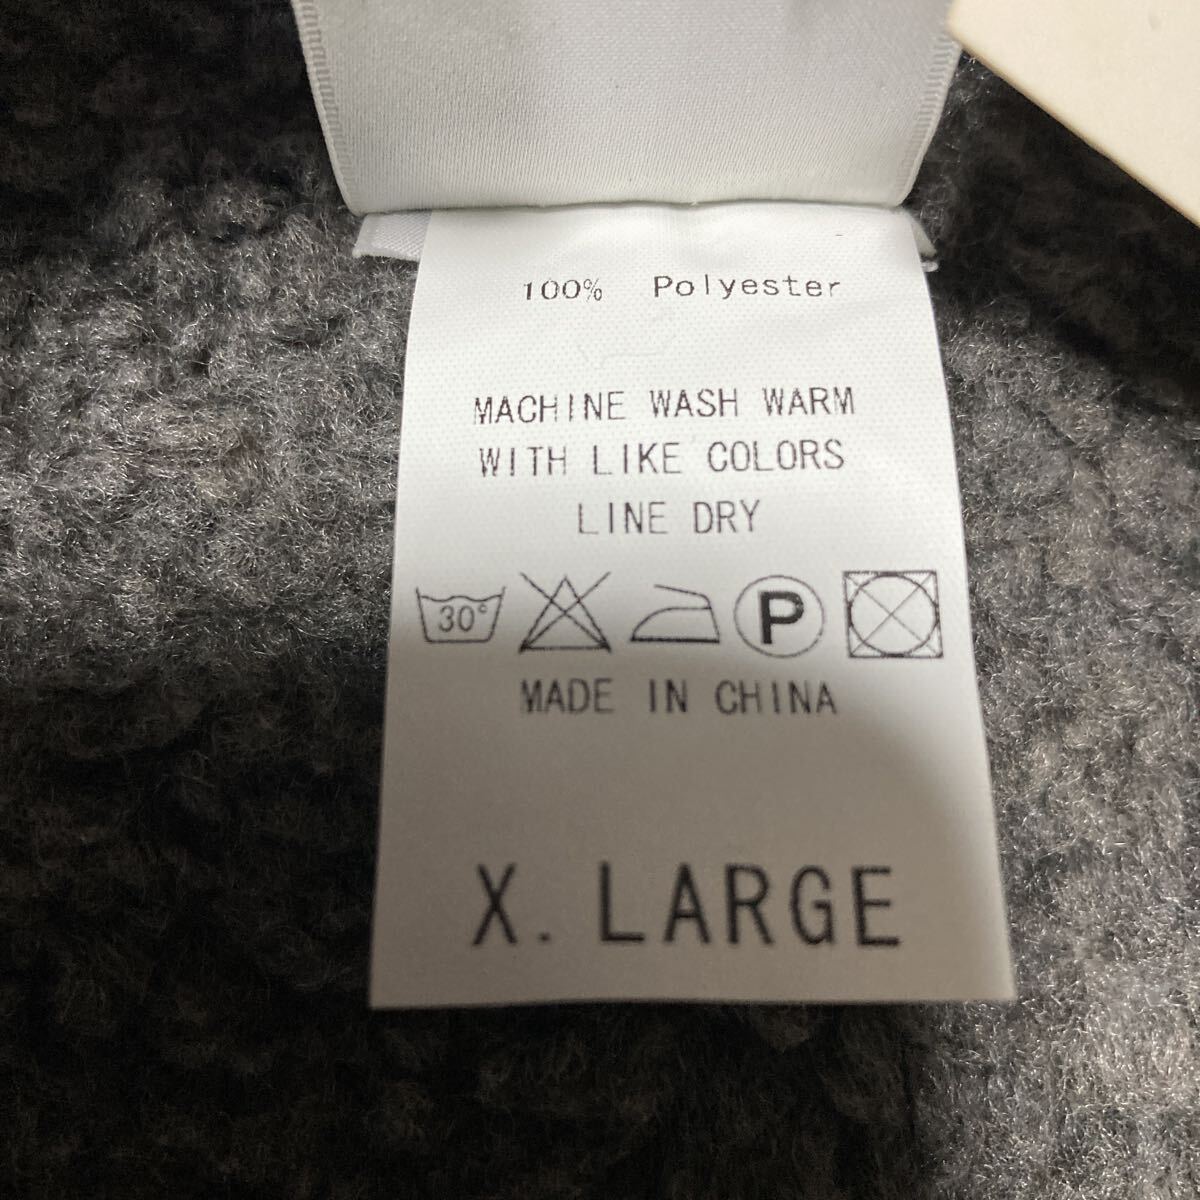 100% Polyester
MACHINE WASH WARM
WITH LIKE COLORS
LINE DRY
30° P
MADE IN CHINA
X. LARGE